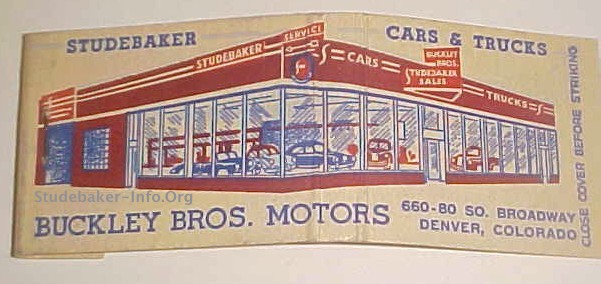 STUDEBAKER
CARS & TRUCKS
STUDEBAKER
SERVICE
CARS
BUCKLEY
BROS.
STUDEBAKER
SALES
TRUCKS
Studebaker-Info.Org
BUCKLEY BROS. MOTORS
660-80 SO. BROADWAY
DENVER, COLORADO
CLOSE COVER BEFORE STRIKING